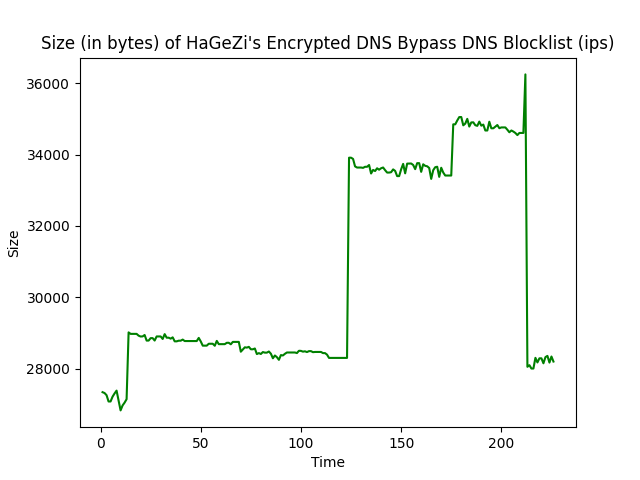 Size (in bytes) of HaGeZi's Encrypted DNS Bypass DNS Blocklist (ips)
36000
34000
32000
30000
28000
Size
0 50 100 150 200
Time